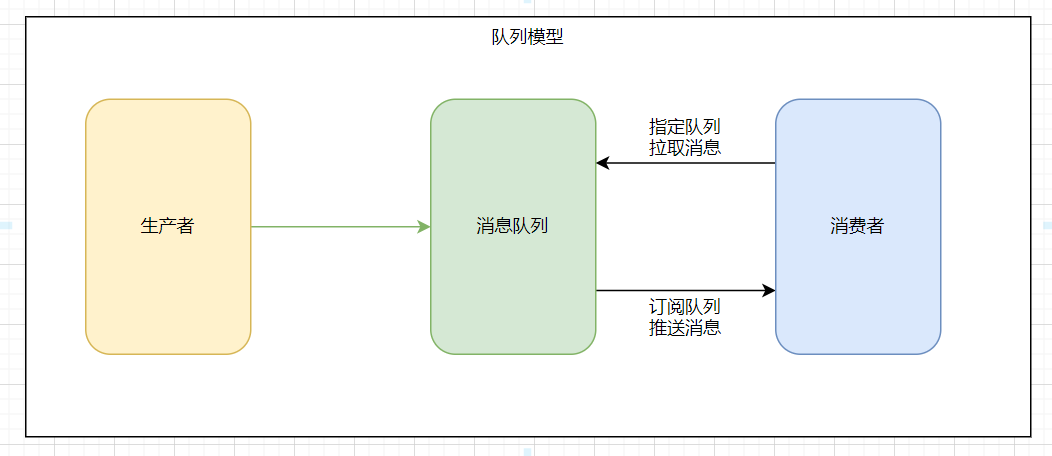 队列模型
生产者
消息队列
指定队列
拉取消息
订阅队列
推送消息
消费者